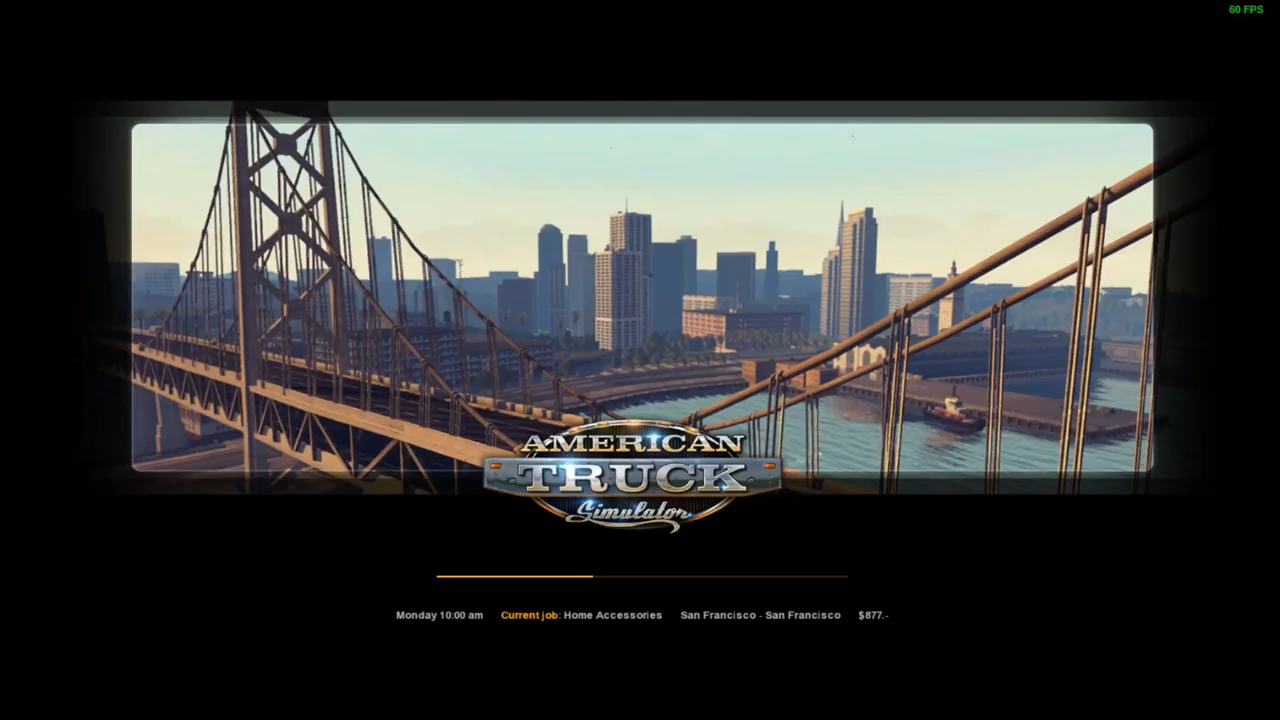 60 FPS
AMERICAN
TRUCK
Simulator
Monday 10:00 am Current job: Home Accessories San Francisco - San Francisco $877.-